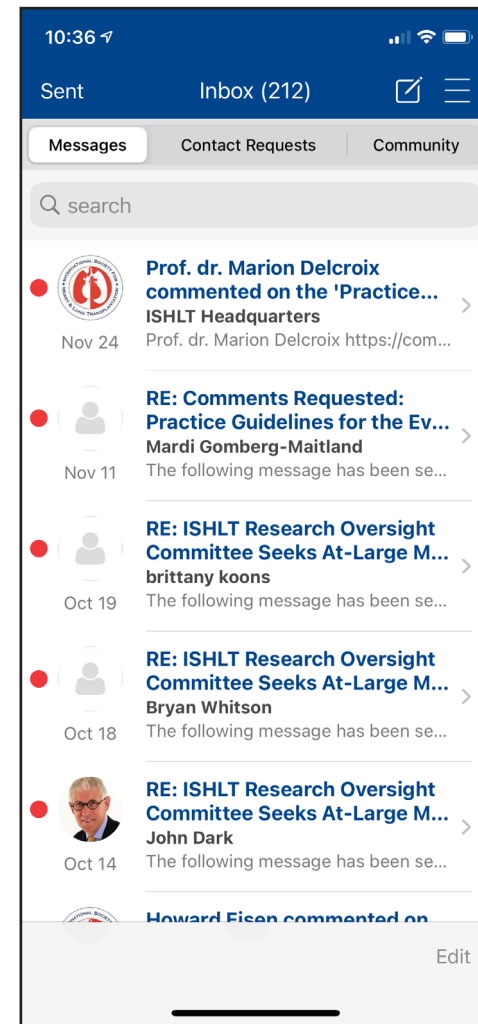 10:36
Sent
Inbox (212)
Messages
Contact Requests
Community
search
Prof. dr. Marion Delcroix
commented on the 'Practice...
ISHLT Headquarters
Nov 24
Prof. dr. Marion Delcroix https://com...
RE: Comments Requested:
Practice Guidelines for the Ev...
Mardi Gomberg-Maitland
Nov 11
The following message has been se...
RE: ISHLT Research Oversight
Committee Seeks At-Large M...
brittany koons
Oct 19
The following message has been se...
RE: ISHLT Research Oversight
Committee Seeks At-Large M...
Bryan Whitson
Oct 18
The following message has been se...
RE: ISHLT Research Oversight
Committee Seeks At-Large M...
John Dark
Oct 14
The following message has been se...
Howard Eisen commented on
Edit